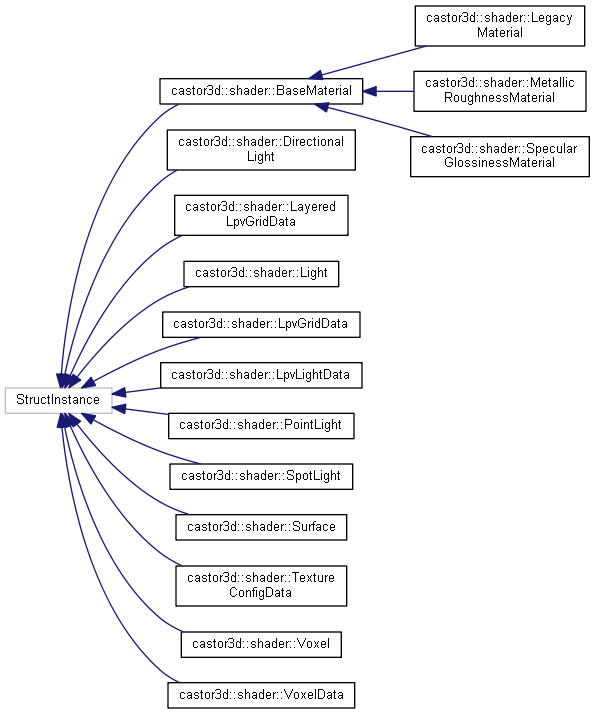 castor3d::shader::Legacy
Material
castor3d::shader::BaseMaterial
castor3d::shader::Metallic
RoughnessMaterial
castor3d::shader::Specular
GlossinessMaterial
castor3d::shader::Directional
Light
castor3d::shader::Layered
LpvGridData
castor3d::shader::Light
castor3d::shader::LpvGridData
castor3d::shader::LpvLightData
StructInstance
castor3d::shader::PointLight
castor3d::shader::SpotLight
castor3d::shader::Surface
castor3d::shader::Texture
ConfigData
castor3d::shader::Voxel
castor3d::shader::VoxelData